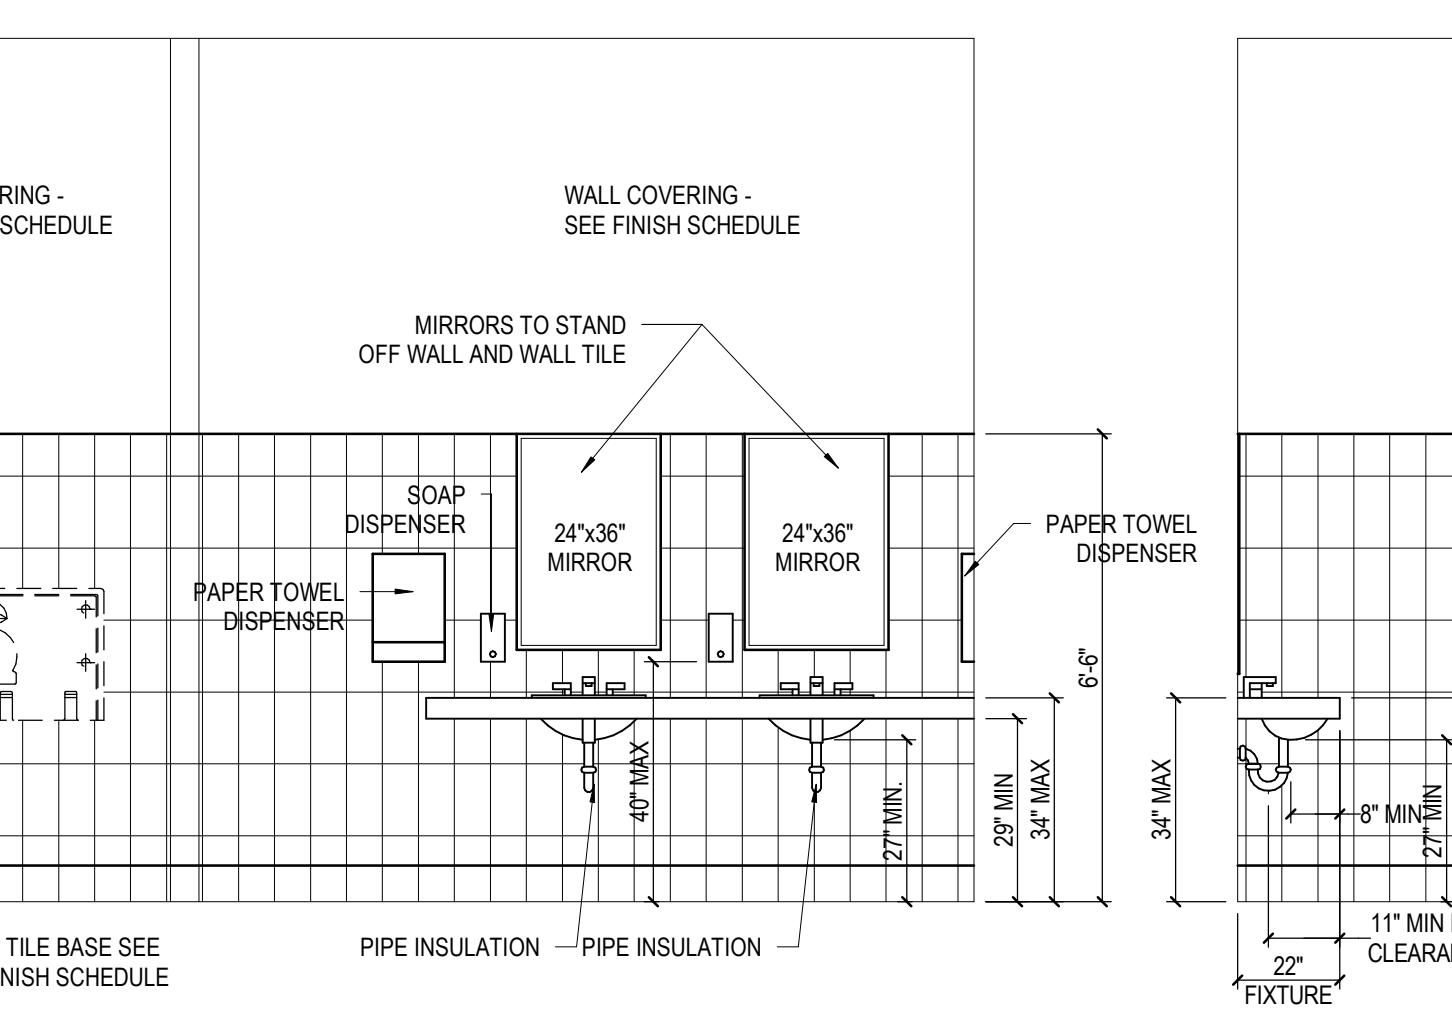 RING -
SCHEDULE
WALL COVERING -
SEE FINISH SCHEDULE
MIRRORS TO STAND
OFF WALL AND WALL TILE
SOAP
DISPENSER
24"x36"
MIRROR
24"x36"
MIRROR
PAPER TOWEL
DISPENSER
PAPER TOWEL
DISPENSER
6'-6"
40" MAX
27" MIN.
29" MIN
34" MAX
34" MAX
8" MIN
27" MIN
TILE BASE SEE
NISH SCHEDULE
PIPE INSULATION
PIPE INSULATION
11" MIN
CLEARA
22"
FIXTURE